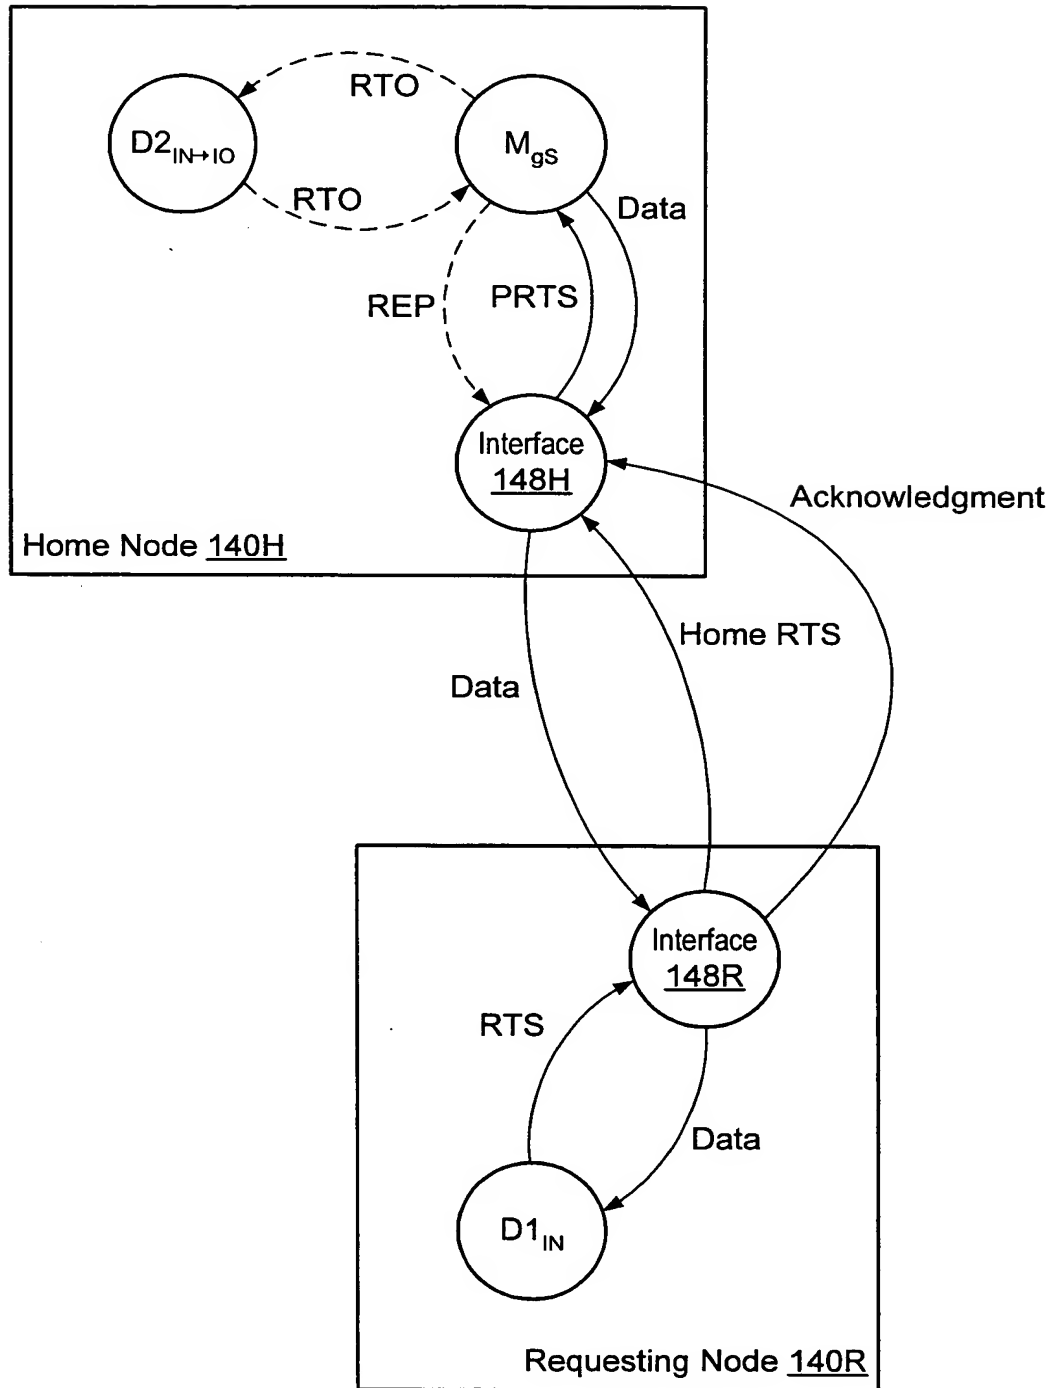 RTO
D2IN→IO
MgS
RTO
Data
REP
PRTS
Interface
148H
Acknowledgment
Home Node 140H
Home RTS
Data
Interface
148R
RTS
Data
D1IN
Requesting Node 140R